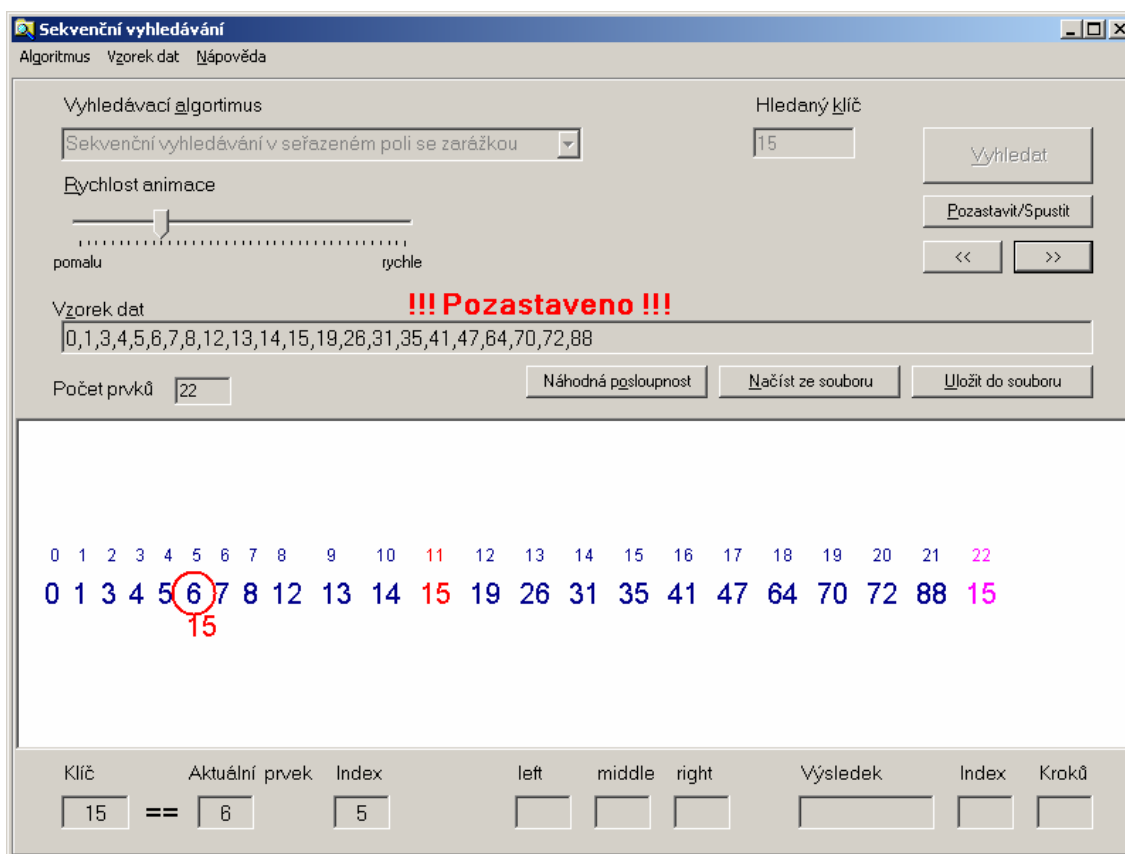 Sekvenční vyhledávání
Algoritmus Vzorek dat Nápověda
Vyhledávací algortimus Hledaný klíč
Sekvenční vyhledávání v seřazeném poli se zarážkou 15
Vyhledat
Rychlost animace
Pozastavit/Spustit
<< >>
pomalu rychle
Vzorek dat !!! Pozastaveno !!!
0,1,3,4,5,6,7,8,12,13,14,15,19,26,31,35,41,47,64,70,72,88
Počet prvků 22 Náhodná posloupnost Načíst ze souboru Uložit do souboru
0 1 2 3 4 5 6 7 8 9 10 11 12 13 14 15 16 17 18 19 20 21 22
0 1 3 4 5 6 7 8 12 13 14 15 19 26 31 35 41 47 64 70 72 88 15
15
Klíč Aktuální prvek Index left middle right Výsledek Index Kroků
15 == 6 5